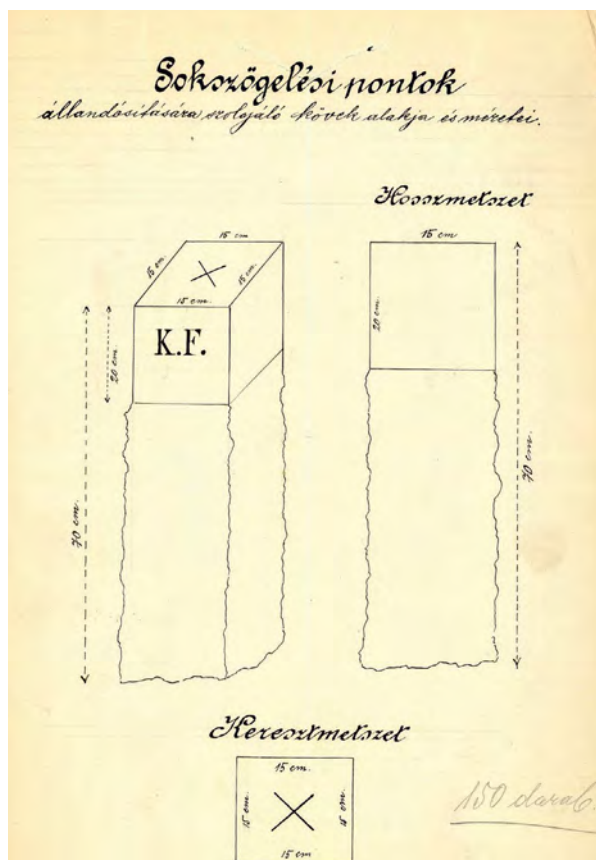 Sokszögelési pontok
állandósitására szolgáló kövek alakja és méretei.
Hosszmetszet
15 cm
15 cm.
15 cm.
15 cm.
K.F.
20 cm.
70 cm.
15 cm.
20 cm.
70 cm.
Keresztmetszet
15 cm.
15 cm.
15 cm.
15 cm
150 darab.